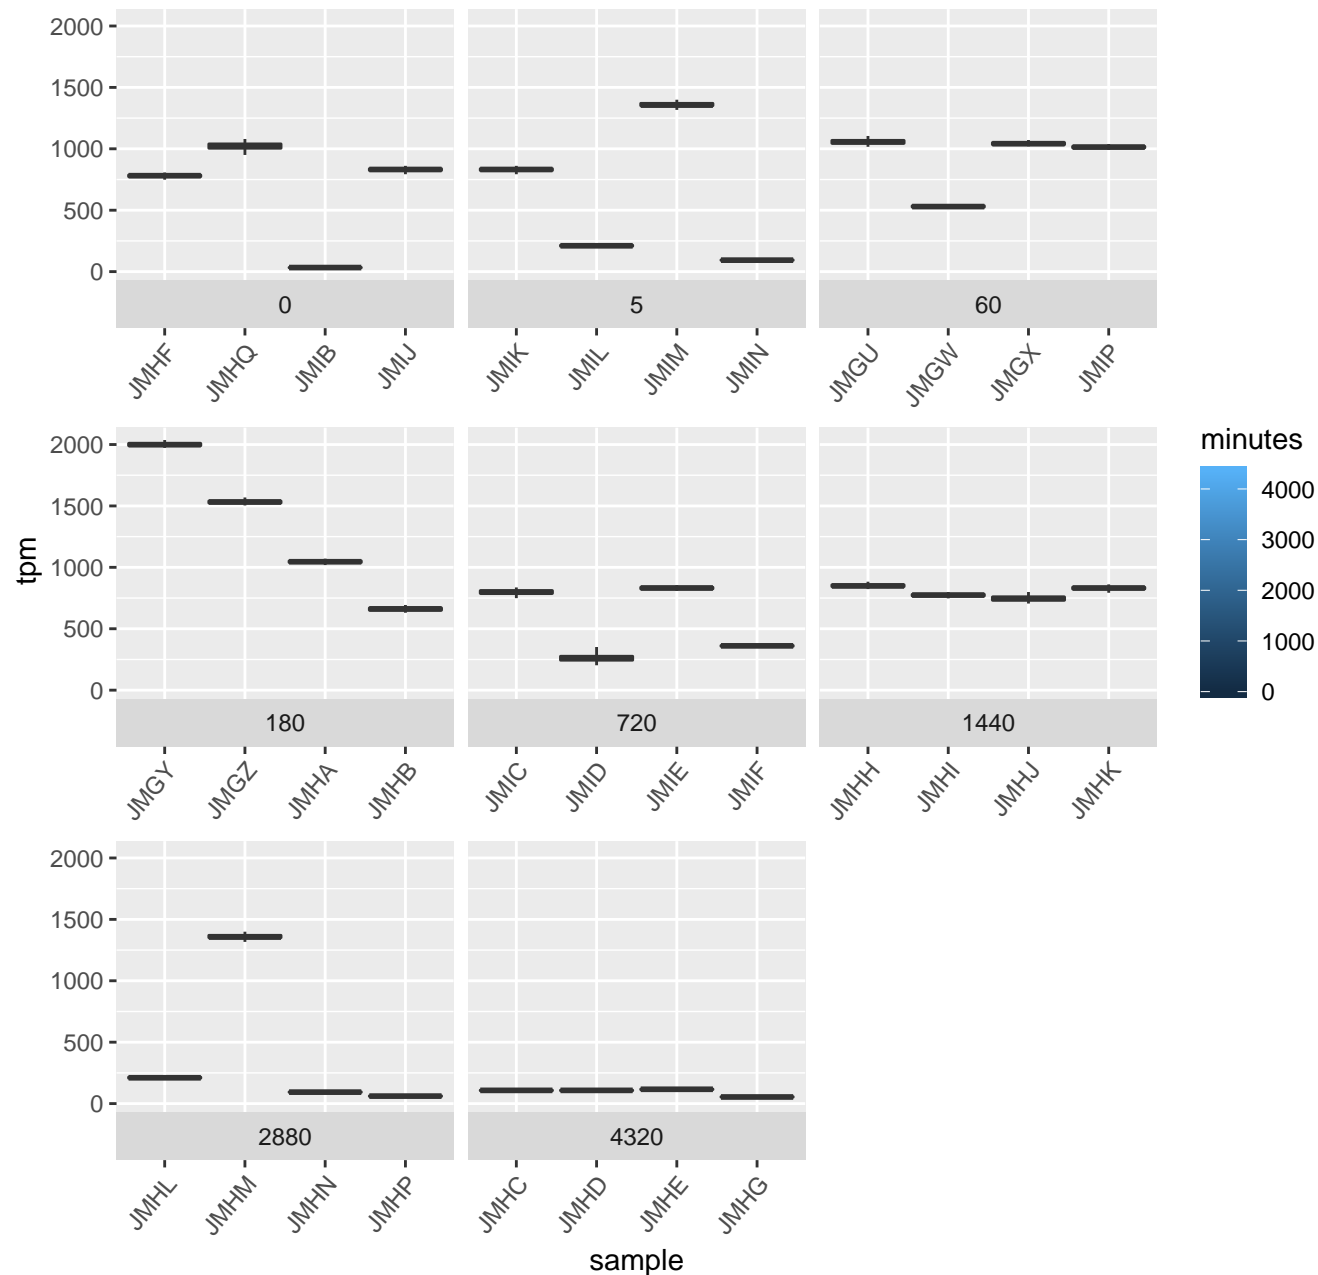 2000
1500
1000
500
0
0 5 60
JMHF JMHQ JMIB JMIJ JMIK JMIL JMIM JMIN JMGU JMGW JMGX JMIP
tpm
2000
1500
1000
500
0
180 720 1440
JMGY JMGZ JMHA JMHB JMIC JMID JMIE JMIF JMHH JMHI JMHJ JMHK
minutes
4000
3000
2000
1000
0
2000
1500
1000
500
0
2880 4320
JMHL JMHM JMHN JMHP JMHC JMHD JMHE JMHG
sample